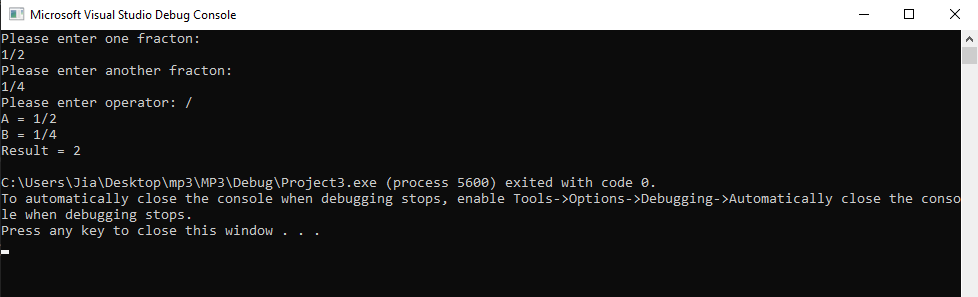 Microsoft Visual Studio Debug Console
Please enter one fracton:
1/2
Please enter another fracton:
1/4
Please enter operator: /
A = 1/2
B = 1/4
Result = 2
C:\Users\Jia\Desktop\mp3\MP3\Debug\Project3.exe (process 5600) exited with code 0.
To automatically close the console when debugging stops, enable Tools->Options->Debugging->Automatically close the conso
le when debugging stops.
Press any key to close this window . . .